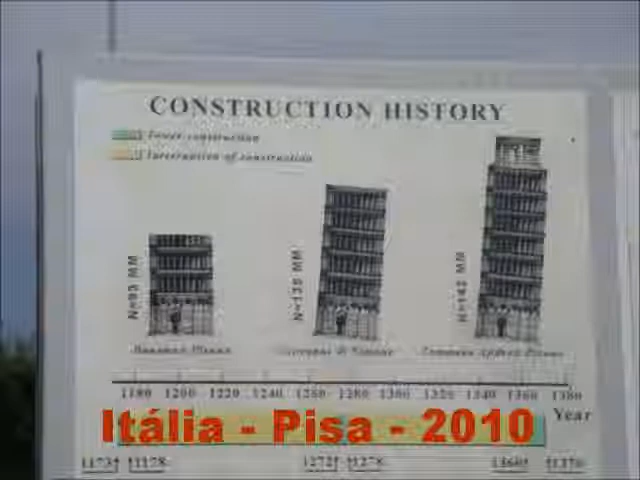 CONSTRUCTION HISTORY
Tower construction
Interruption of construction
N=93 MM
N=135 MM
N=142 MM
1180 1200 1220 1240 1260 1280 1300 1320 1340 1360 1380
Year
Itália - Pisa - 2010
1173 1178 1272 1278 1360 1370